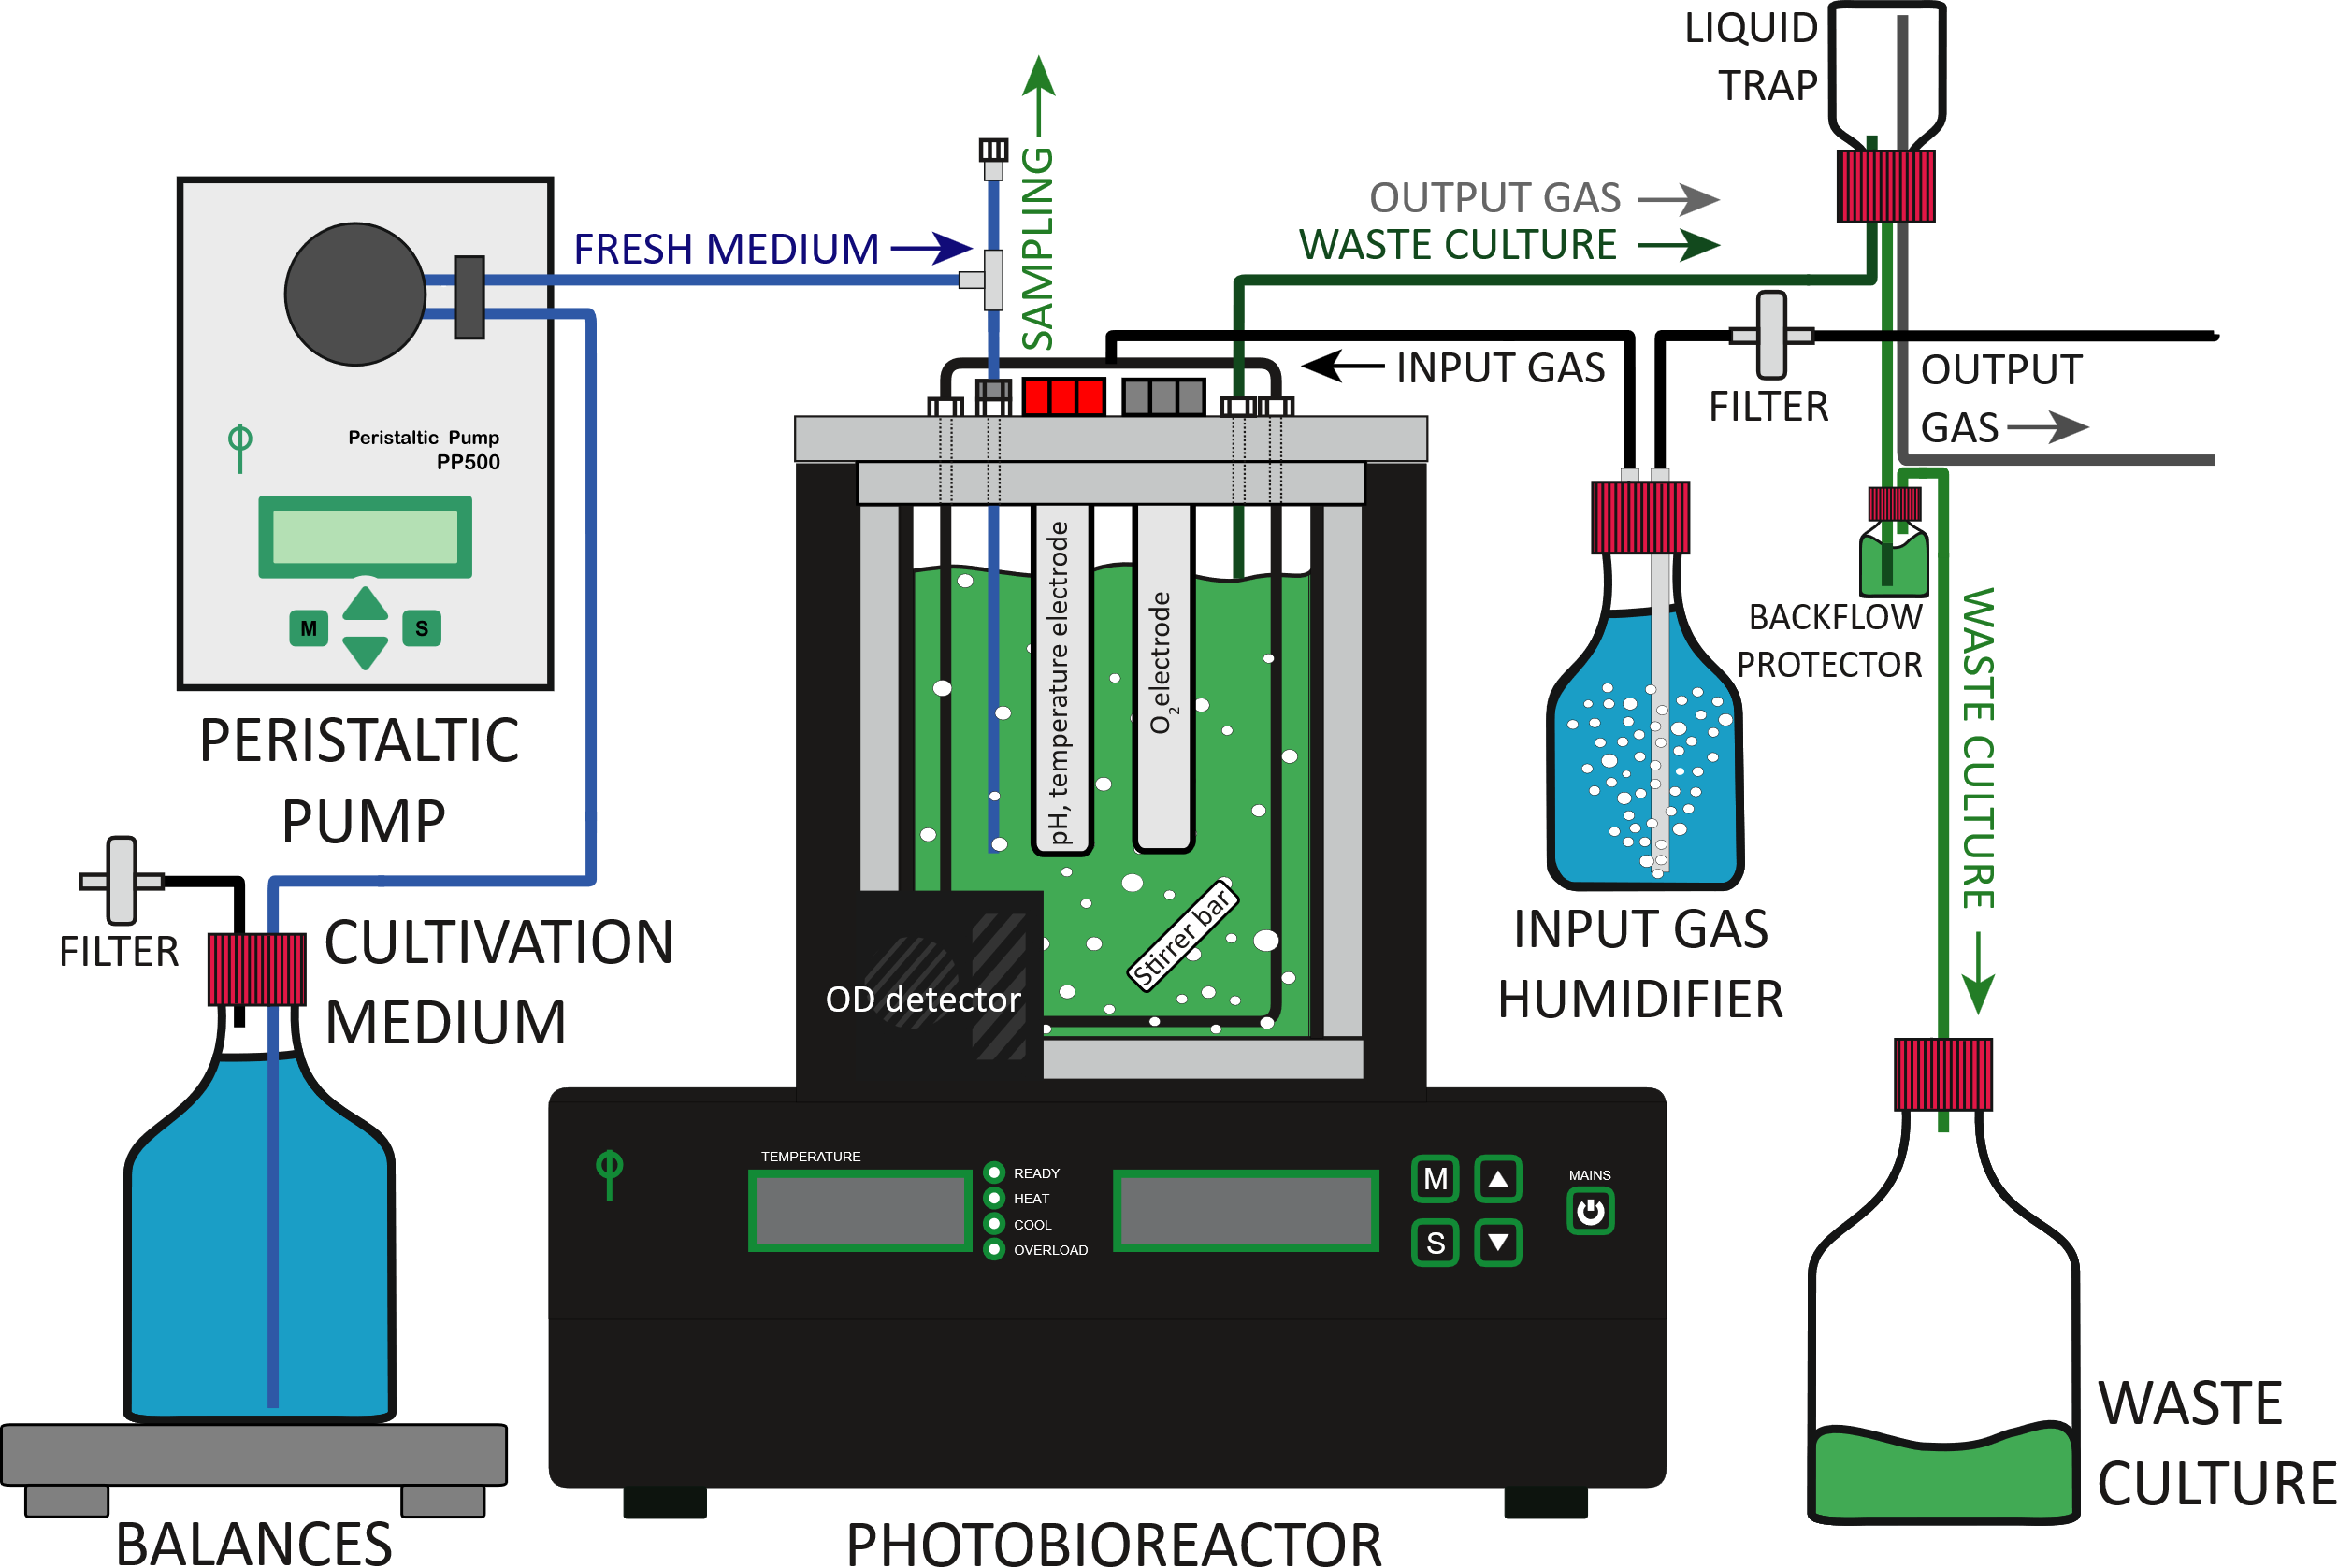 LIQUID
TRAP
SAMPLING
OUTPUT GAS
WASTE CULTURE
FRESH MEDIUM
INPUT GAS
FILTER
OUTPUT
GAS
Peristaltic Pump
PP500
M
S
PERISTALTIC
PUMP
pH, temperature electrode
O2 electrode
Stirrer bar
OD detector
BACKFLOW
PROTECTOR
WASTE CULTURE
FILTER
CULTIVATION
MEDIUM
INPUT GAS
HUMIDIFIER
TEMPERATURE
READY
HEAT
COOL
OVERLOAD
M
S
MAINS
WASTE
CULTURE
BALANCES
PHOTOBIOREACTOR